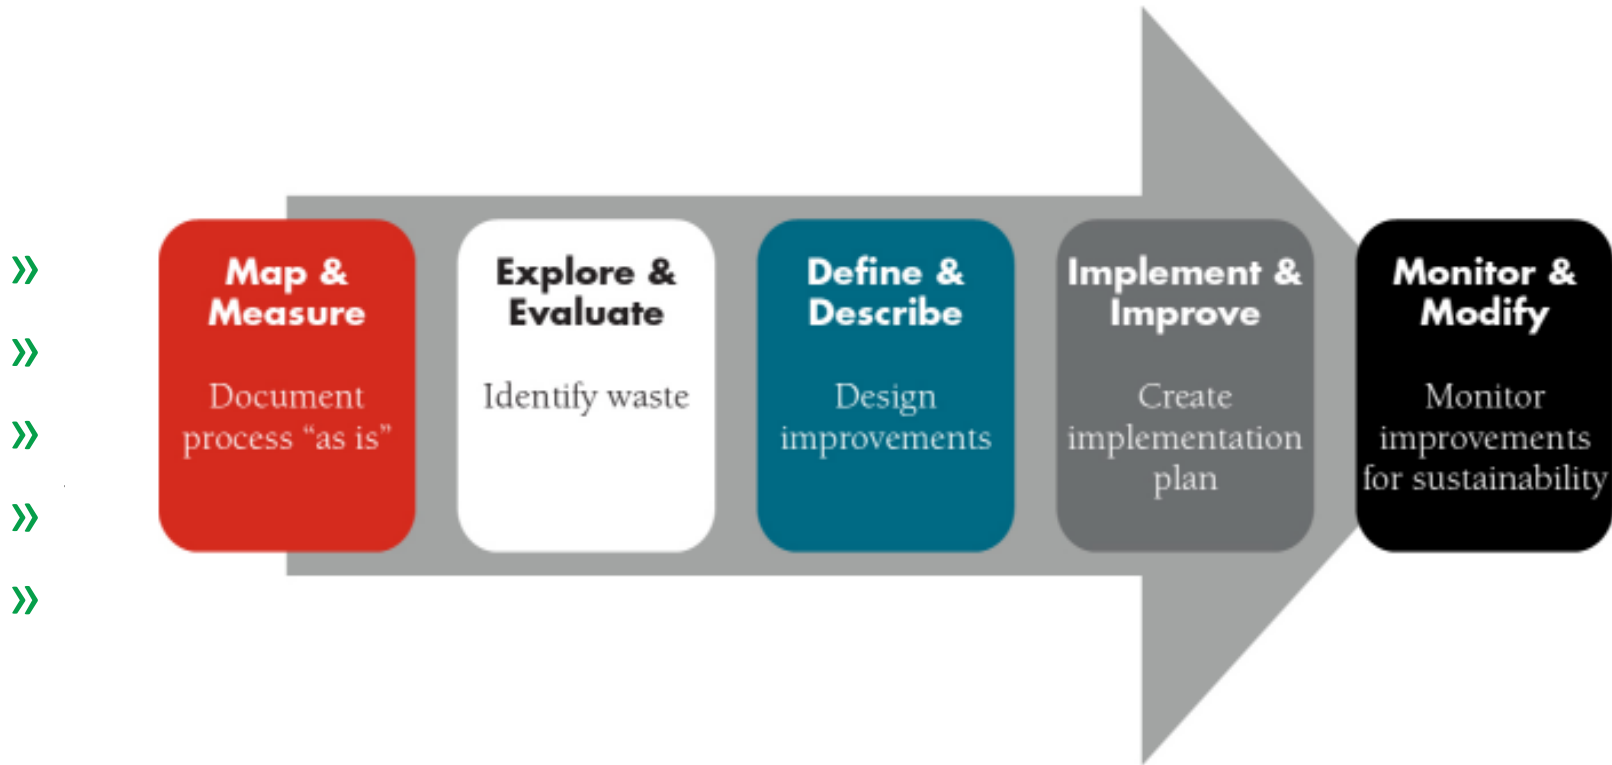 »
»
»
»
»
Map &
Measure
Document
process “as is”
Explore &
Evaluate
Identify waste
Define &
Describe
Design
improvements
Implement &
Improve
Create
implementation
plan
Monitor &
Modify
Monitor
improvements
for sustainability